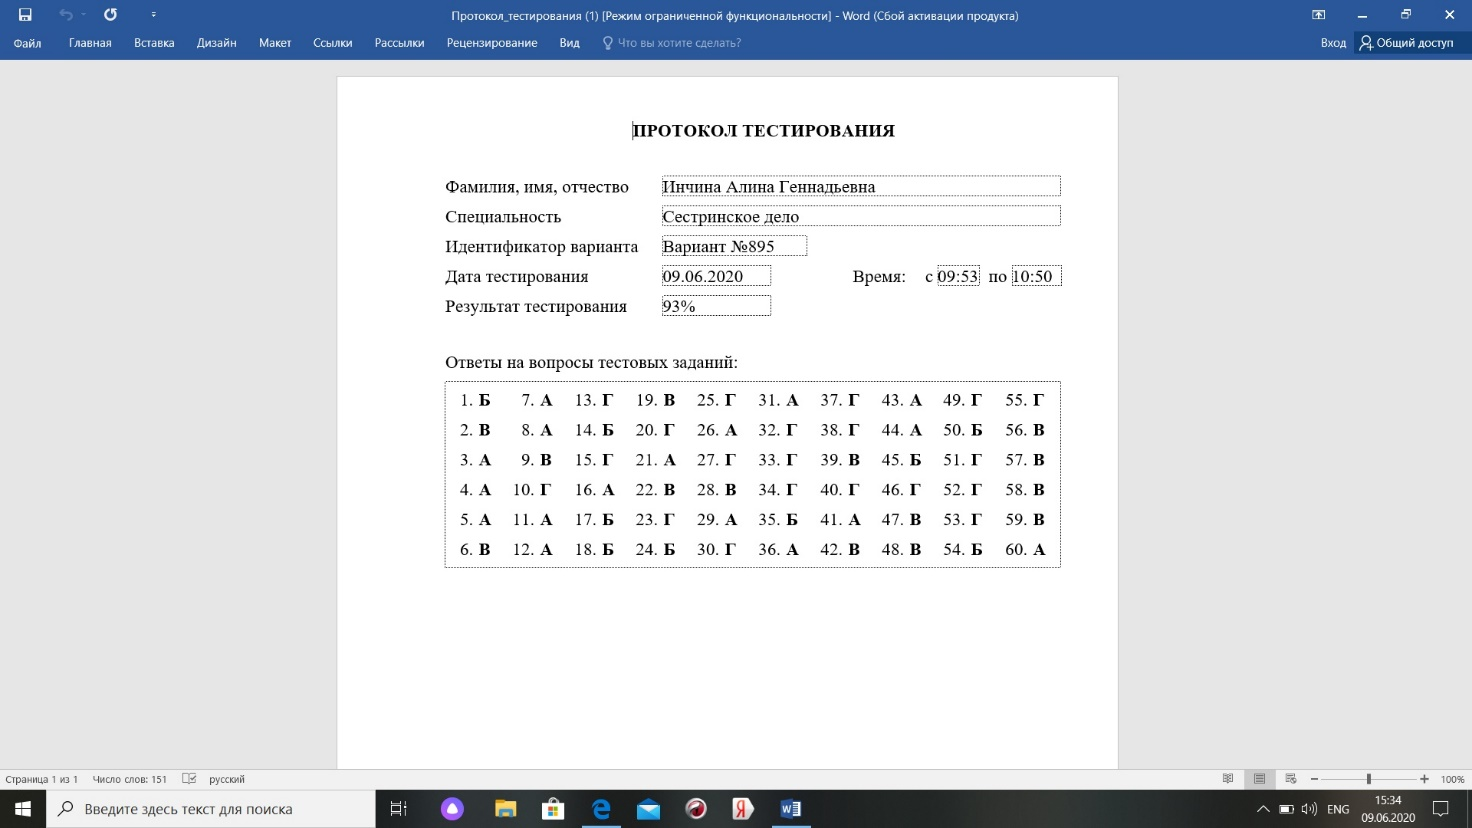 Протокол_тестирования (1) [Режим ограниченной функциональности] - Word (Сбой активации продукта)
Файл Главная Вставка Дизайн Макет Ссылки Рассылки Рецензирование Вид Что вы хотите сделать? Вход Общий доступ
ПРОТОКОЛ ТЕСТИРОВАНИЯ
Фамилия, имя, отчество Инчина Алина Геннадьевна
Специальность Сестринское дело
Идентификатор варианта Вариант №895
Дата тестирования 09.06.2020 Время: с 09:53 по 10:50
Результат тестирования 93%
Ответы на вопросы тестовых заданий:
1. Б 7. А 13. Г 19. В 25. Г 31. А 37. Г 43. А 49. Г 55. Г
2. В 8. А 14. Б 20. Г 26. А 32. Г 38. Г 44. А 50. Б 56. В
3. А 9. В 15. Г 21. А 27. Г 33. Г 39. В 45. Б 51. Г 57. В
4. А 10. Г 16. А 22. В 28. В 34. Г 40. Г 46. Г 52. Г 58. В
5. А 11. А 17. Б 23. Г 29. А 35. Б 41. А 47. В 53. Г 59. В
6. В 12. А 18. Б 24. Б 30. Г 36. А 42. В 48. В 54. Б 60. А
Страница 1 из 1 Число слов: 151 русский 100%
Введите здесь текст для поиска ENG 15:34
09.06.2020